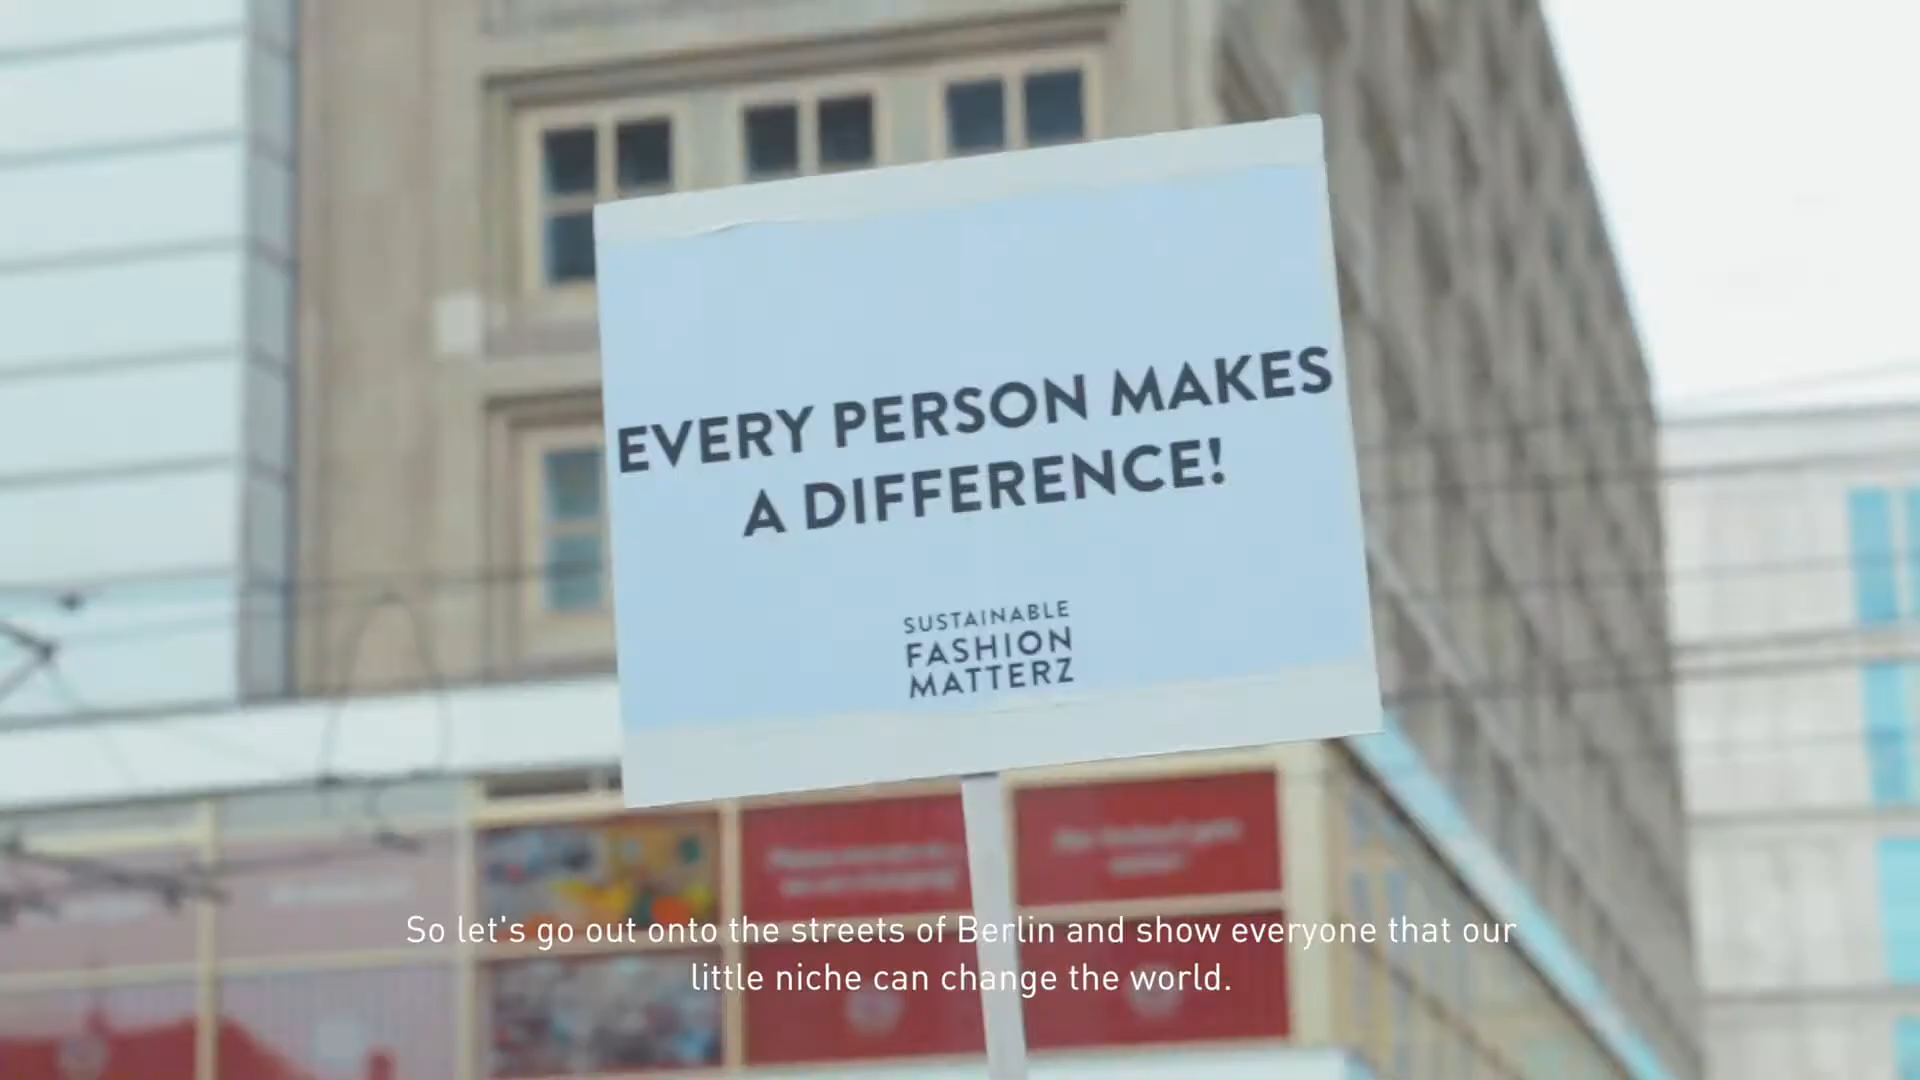 EVERY PERSON MAKES
A DIFFERENCE!
SUSTAINABLE
FASHION
MATTERZ
So let's go out onto the streets of Berlin and show everyone that our
little niche can change the world.